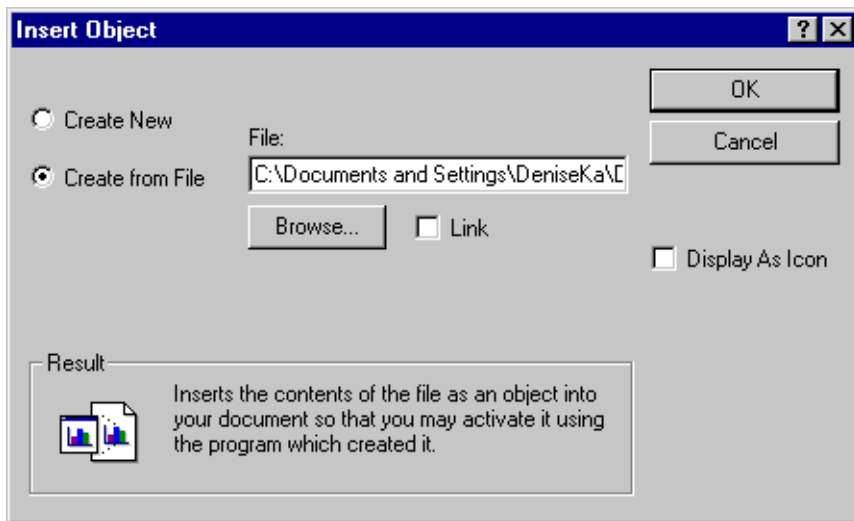 Insert Object
Create New
Create from File
File:
C:\Documents and Settings\DeniseKa\D
Browse...
Link
OK
Cancel
Display As Icon
Result
Inserts the contents of the file as an object into
your document so that you may activate it using
the program which created it.